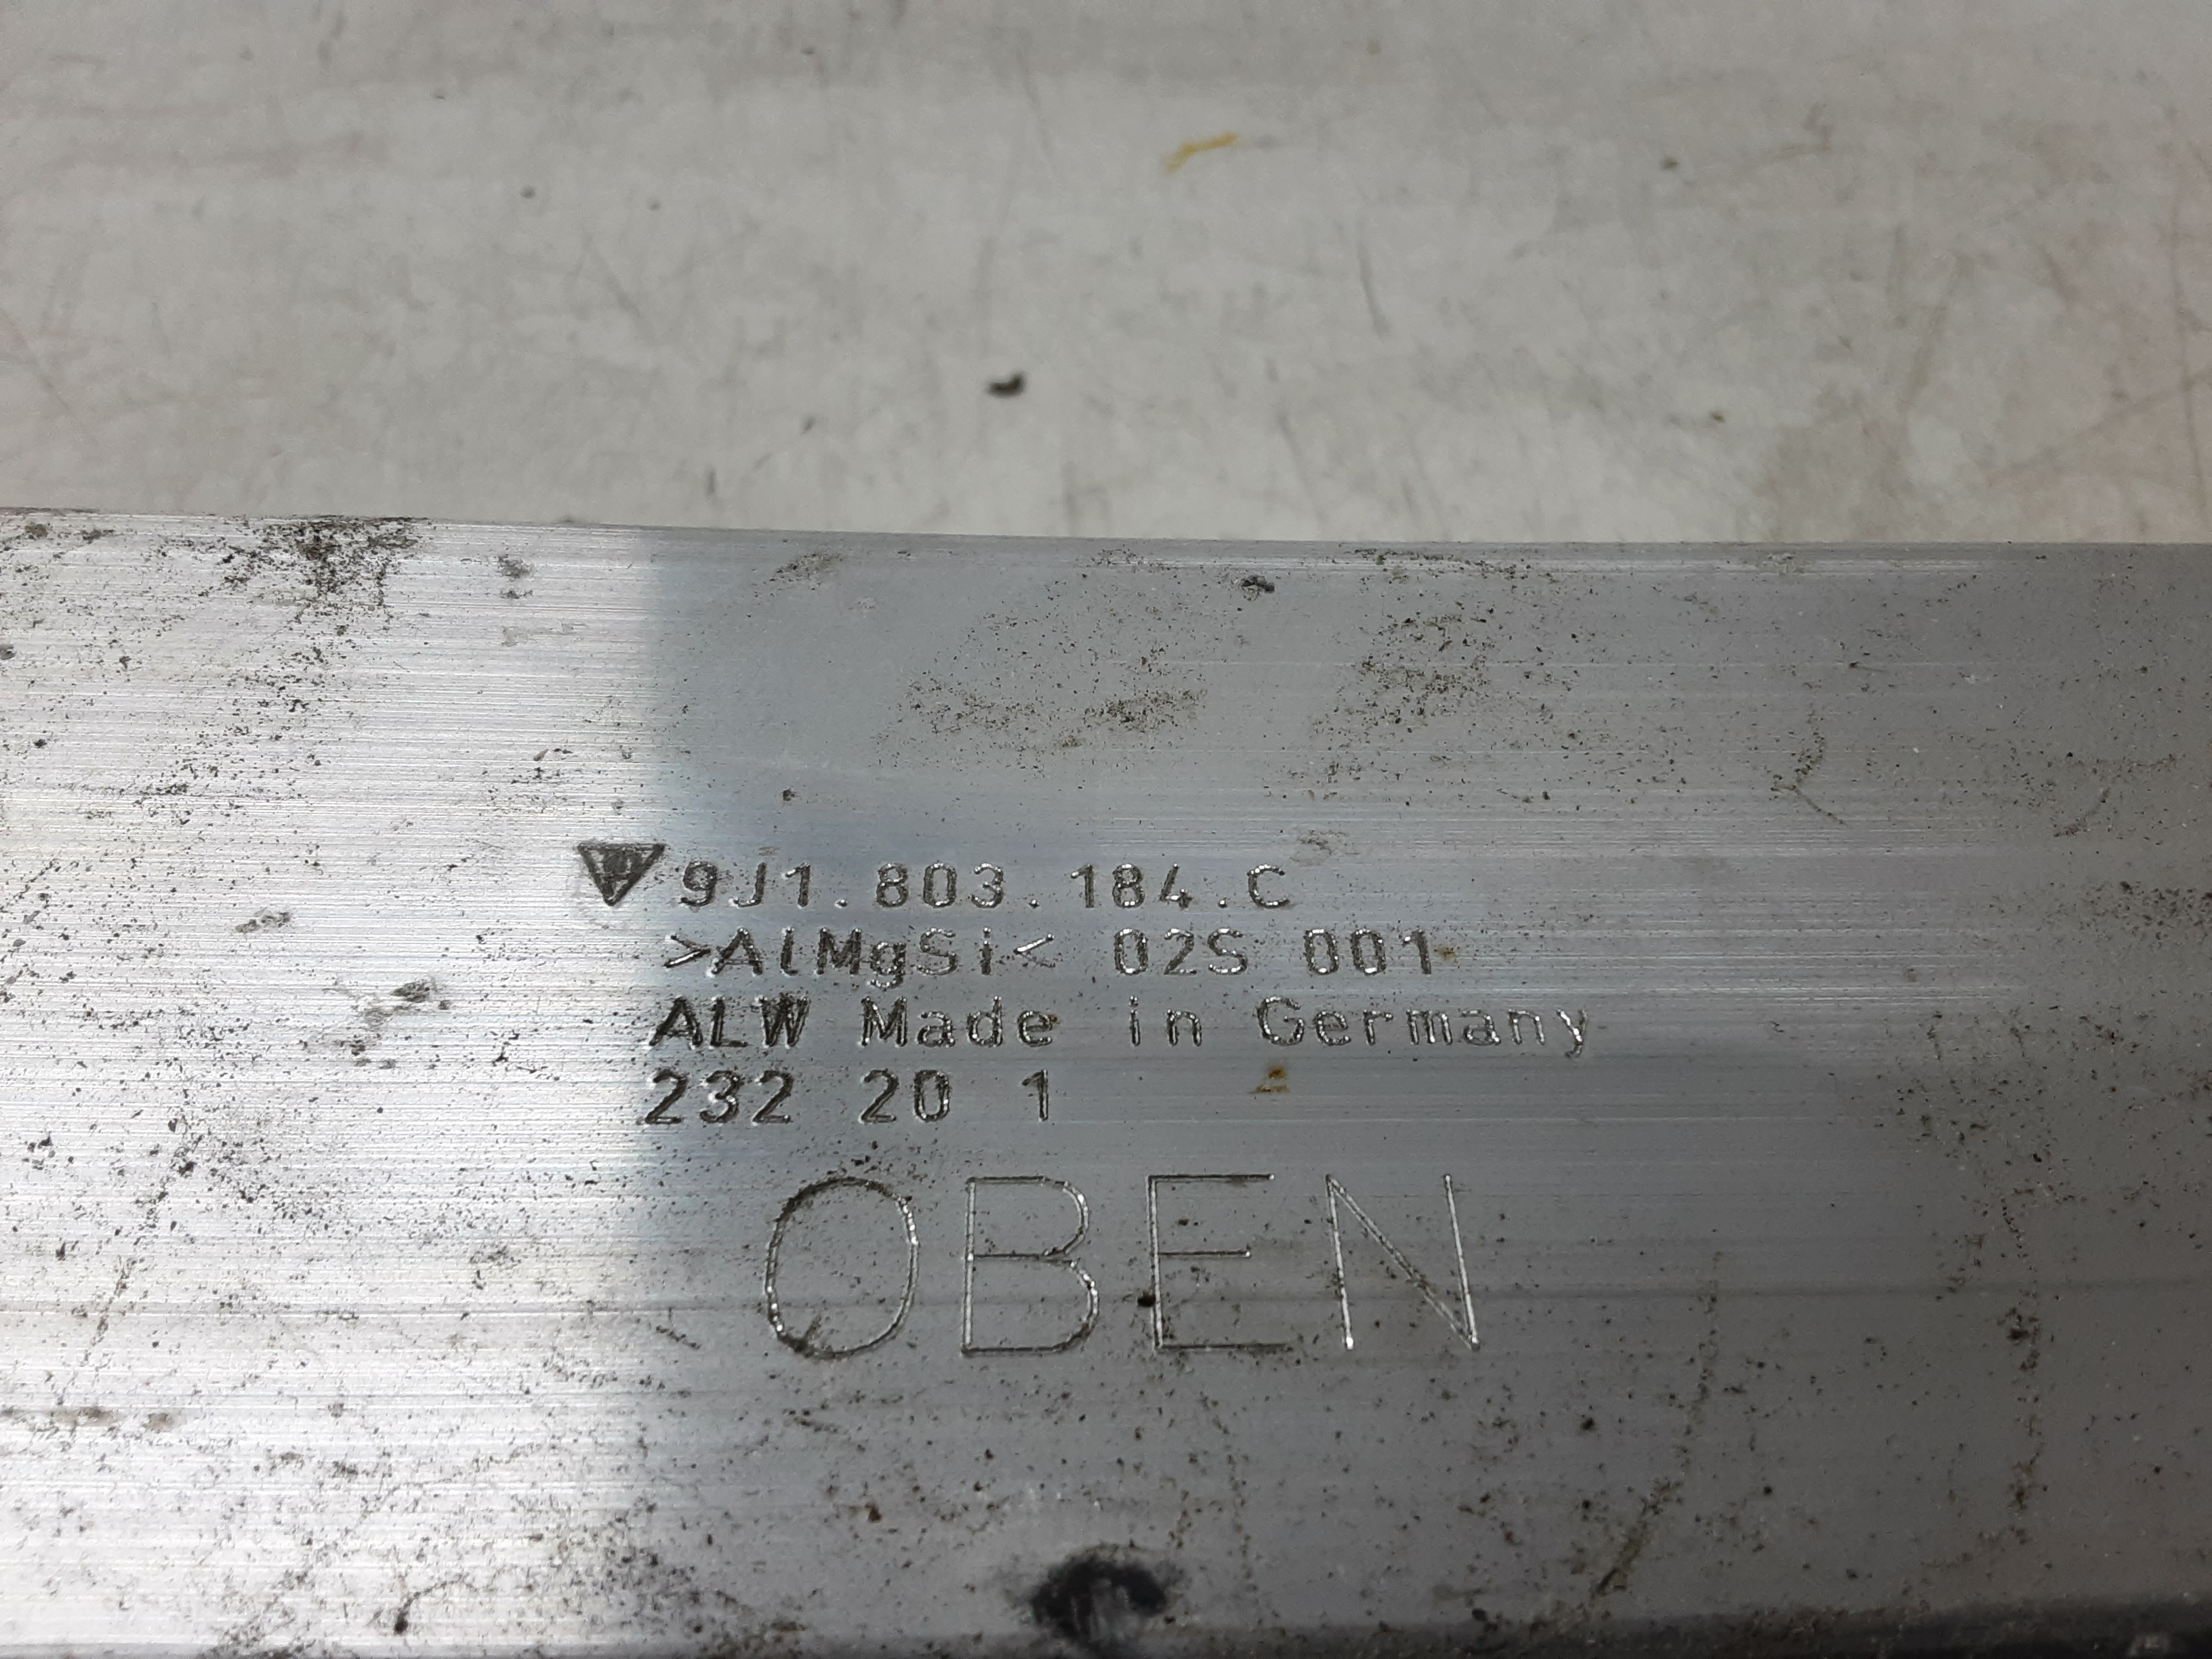 9J1.803.184.C
>AlMgSi< 02S 001
ALW Made in Germany
232 20 1
OBEN